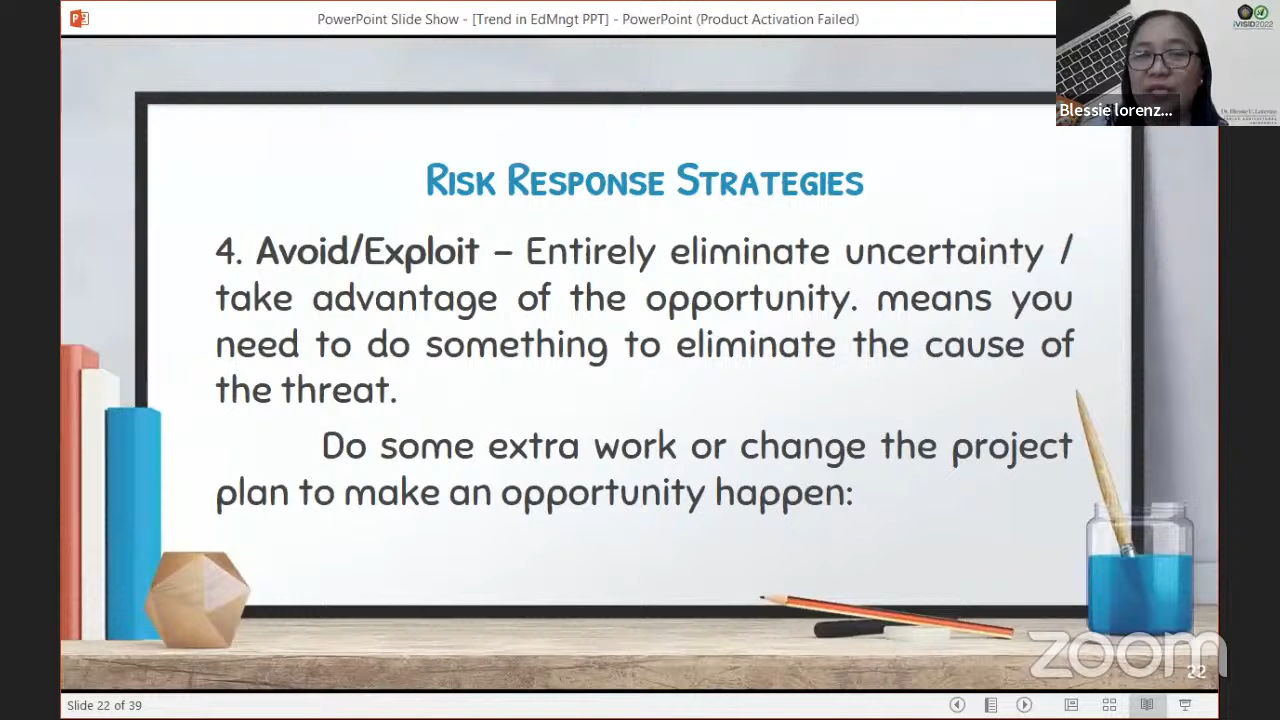 PowerPoint Slide Show - [Trend in EdMngt PPT] - PowerPoint (Product Activation Failed)
iVISID2022
Blessie lorenz...
RISK RESPONSE STRATEGIES
4. Avoid/Exploit – Entirely eliminate uncertainty /
take advantage of the opportunity. means you
need to do something to eliminate the cause of
the threat.
Do some extra work or change the project
plan to make an opportunity happen:
zoom
22
Slide 22 of 39